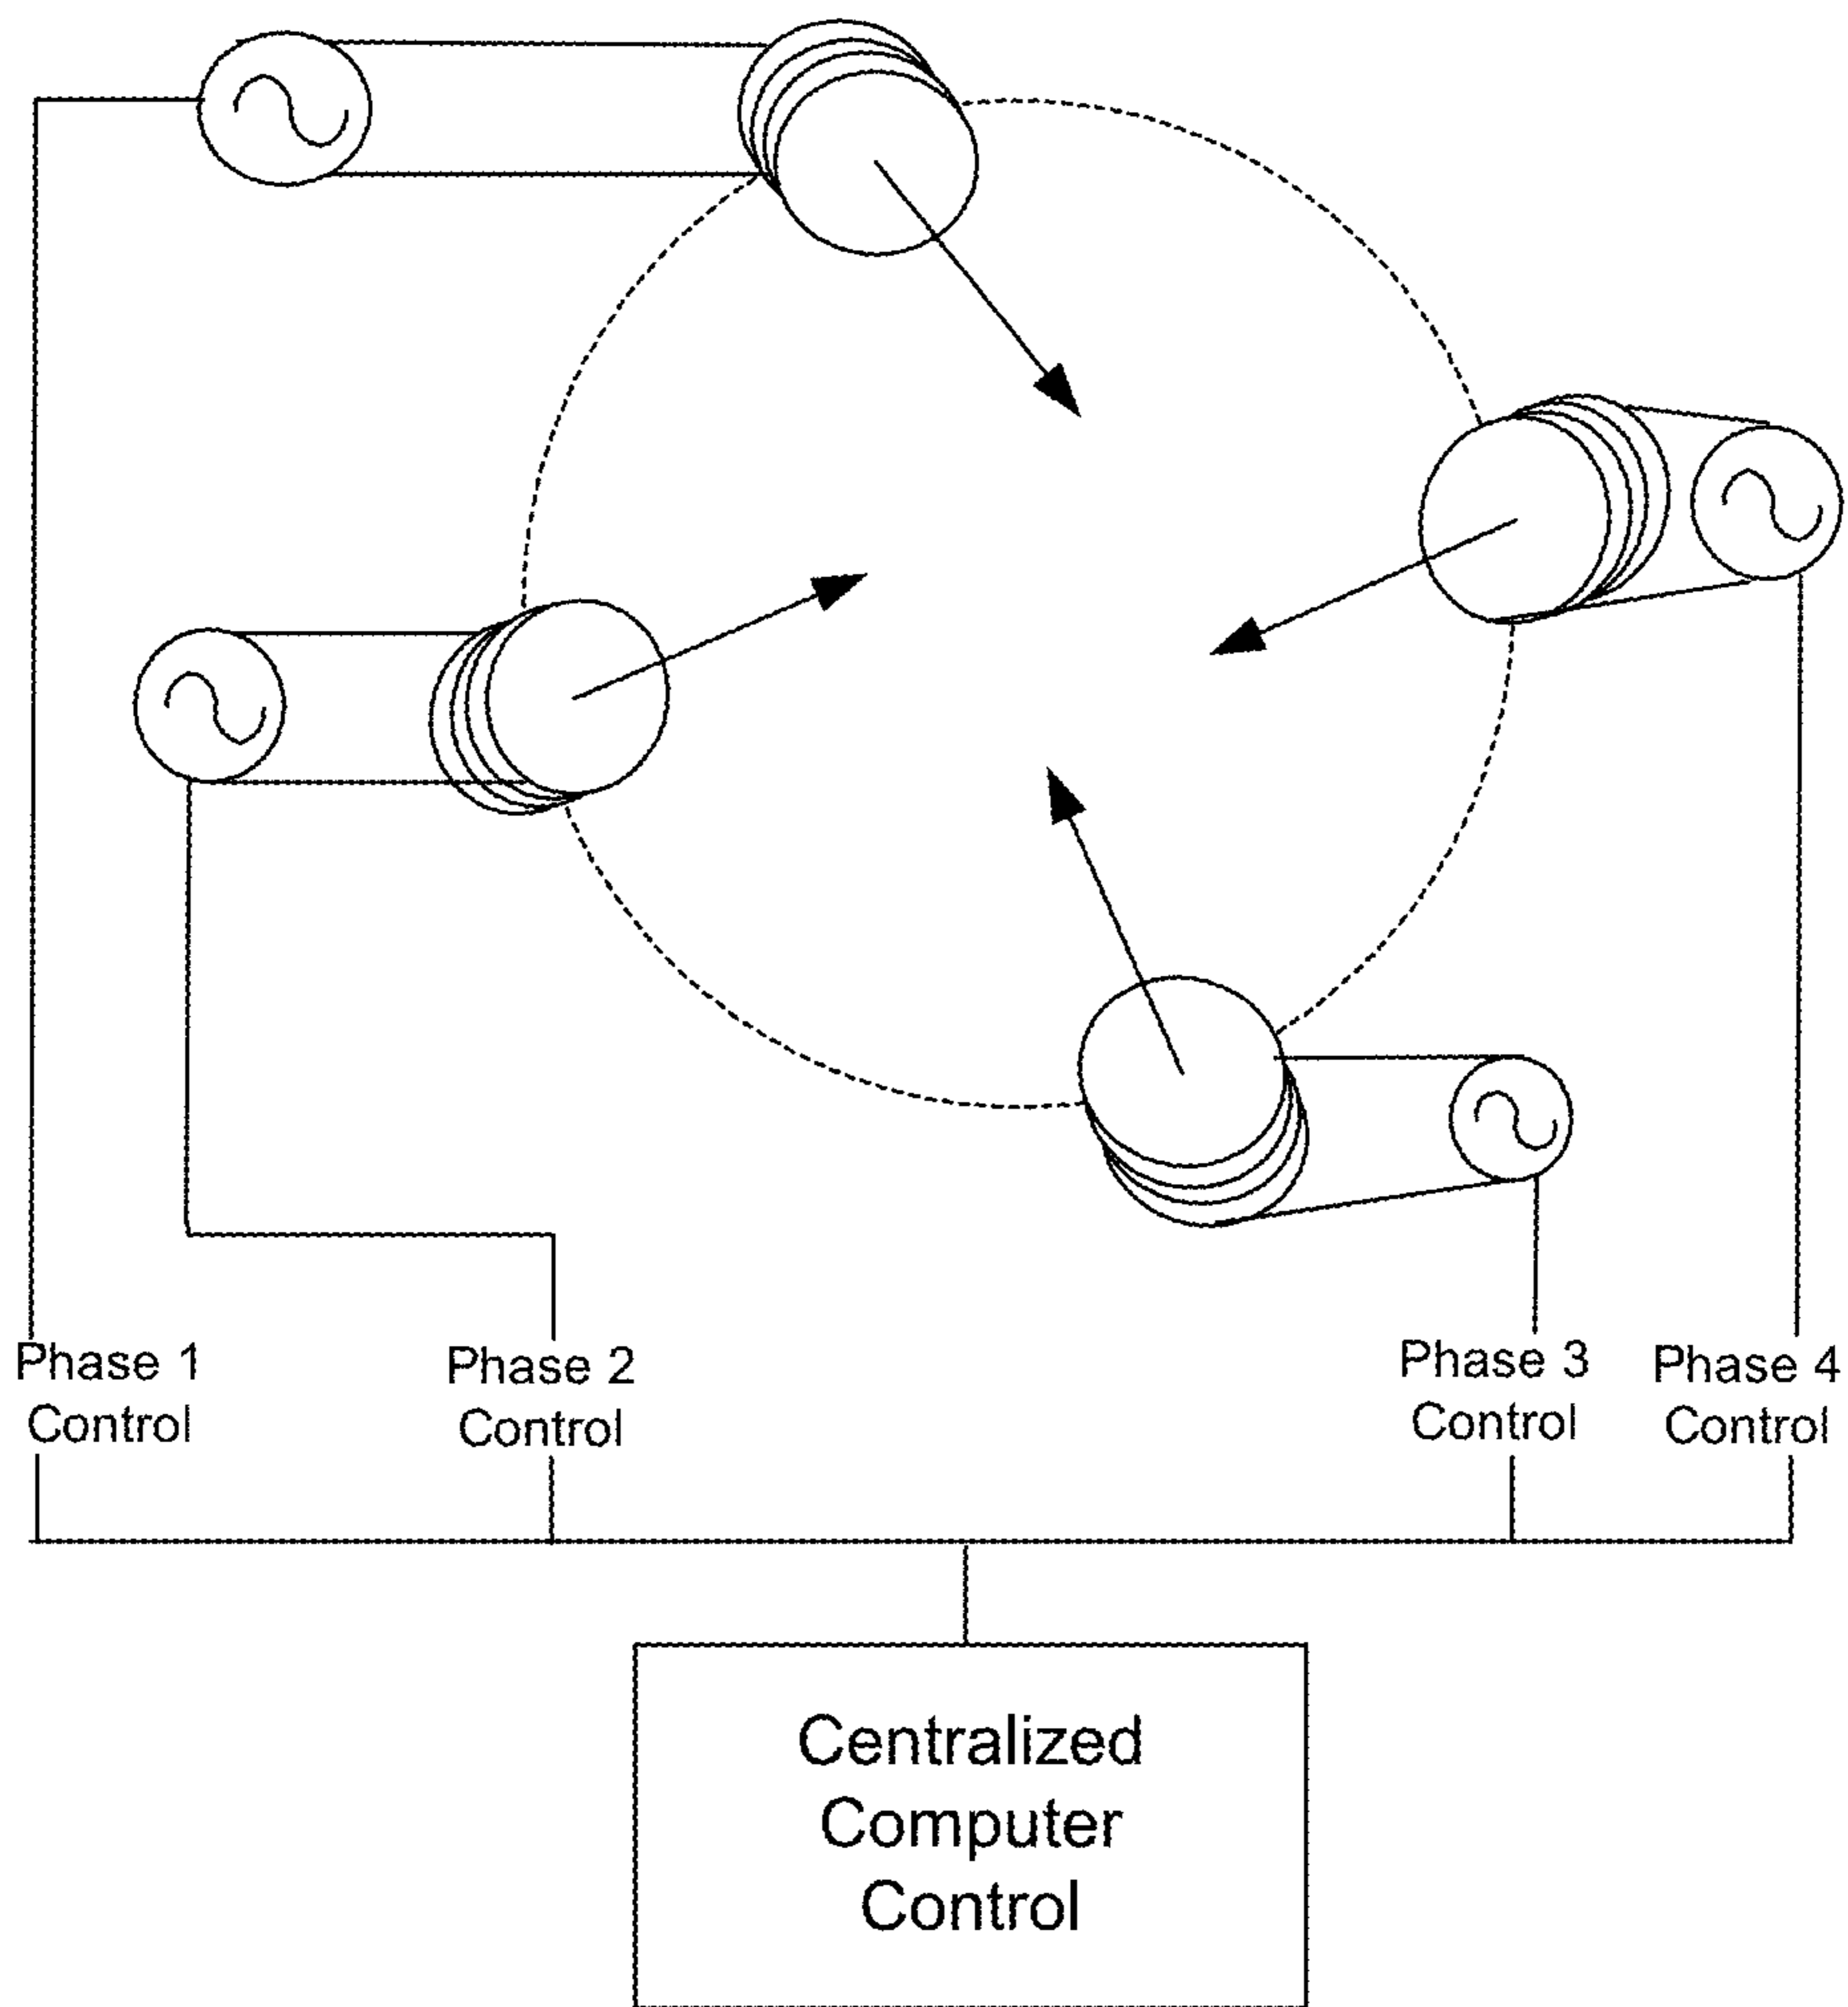 Phase 1
Control
Phase 2
Control
Phase 3
Control
Phase 4
Control
Centralized
Computer
Control